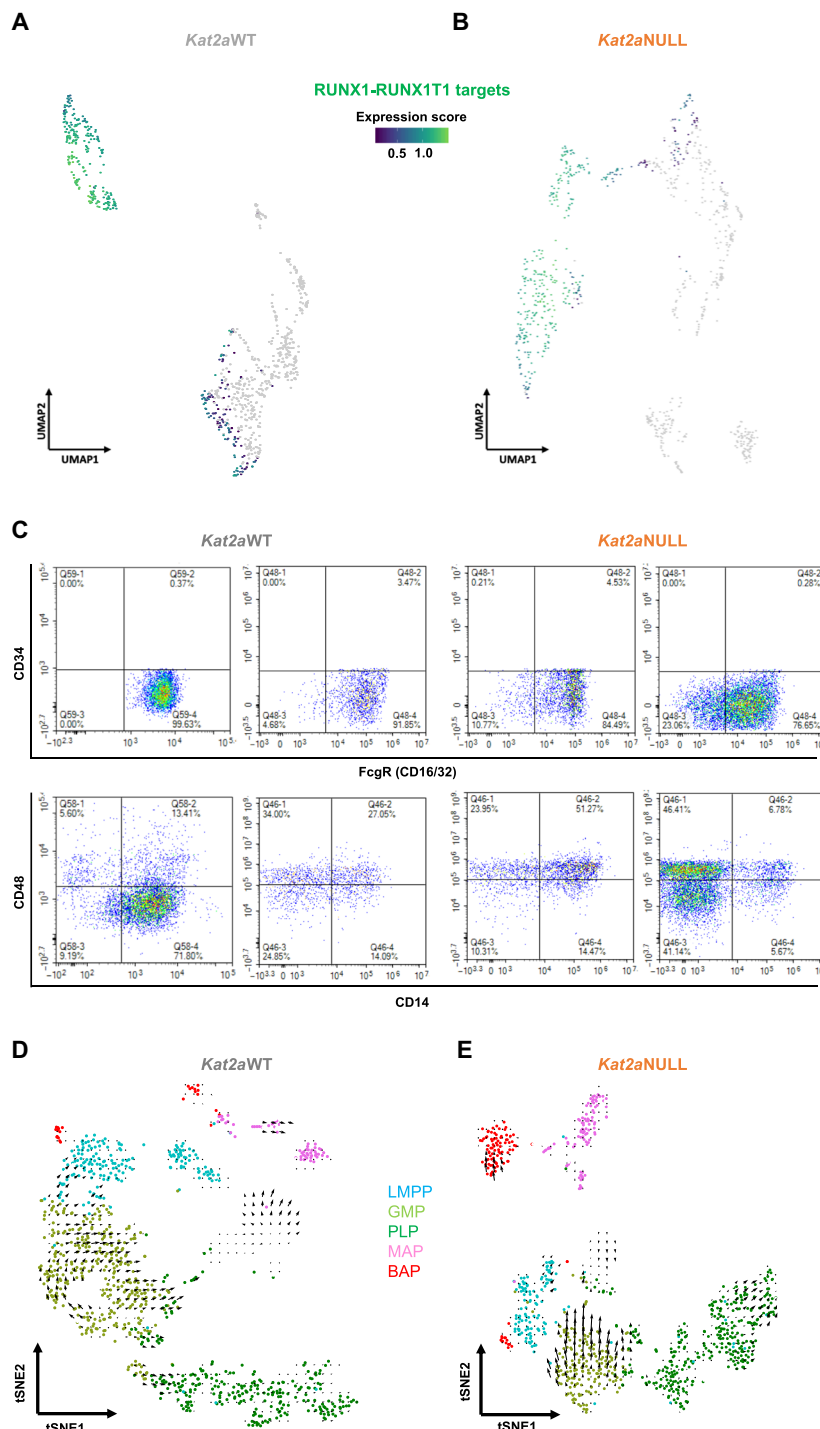 A
B
Kat2aWT
Kat2aNULL
RUNX1-RUNX1T1 targets
Expression score
0.5 1.0
UMAP2
UMAP1
UMAP2
UMAP1
C
Kat2aWT
Kat2aNULL
CD34
Q59-1
0.00%
Q59-2
0.37%
Q59-3
0.00%
Q59-4
99.63%
Q48-1
0.00%
Q48-2
3.47%
Q48-3
4.68%
Q48-4
91.85%
Q48-1
0.21%
Q48-2
4.53%
Q48-3
10.77%
Q48-4
84.49%
Q48-1
0.00%
Q48-2
0.28%
Q48-3
23.06%
Q48-4
76.65%
FcgR (CD16/32)
CD48
Q58-1
5.60%
Q58-2
13.41%
Q58-3
9.19%
Q58-4
71.80%
Q46-1
34.00%
Q46-2
27.05%
Q46-3
24.85%
Q46-4
14.09%
Q46-1
23.95%
Q46-2
51.27%
Q46-3
10.31%
Q46-4
14.47%
Q46-1
46.41%
Q46-2
6.78%
Q46-3
41.14%
Q46-4
5.67%
CD14
D
E
Kat2aWT
Kat2aNULL
LMPP
GMP
PLP
MAP
BAP
tSNE2
tSNE1
tSNE2
tSNE1